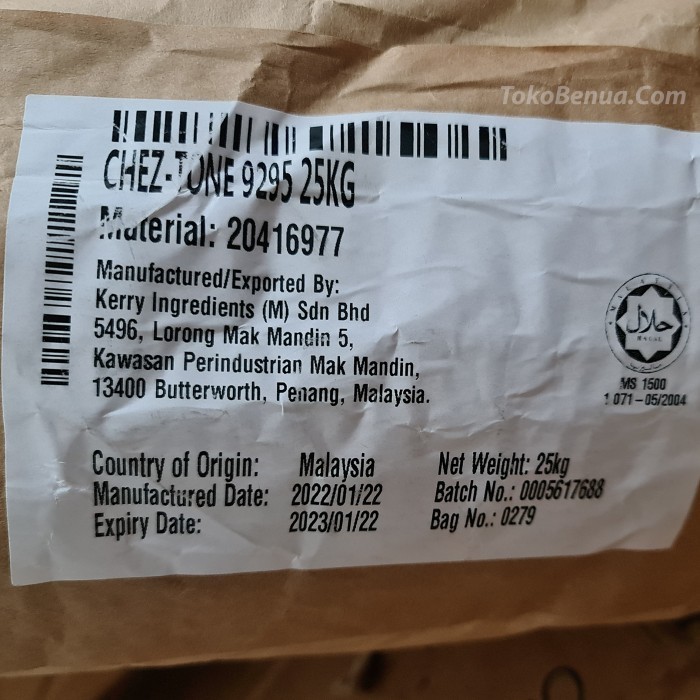 TokoBenua.Com
CHEZ-TONE 9295 25KG
Material: 20416977
Manufactured/Exported By:
Kerry Ingredients (M) Sdn Bhd
5496, Lorong Mak Mandin 5,
Kawasan Perindustrian Mak Mandin,
13400 Butterworth, Penang, Malaysia.
MALAYSIA
حلال
HALAL
MS 1500
1 071-05/2004
Country of Origin: Malaysia
Manufactured Date: 2022/01/22
Expiry Date: 2023/01/22
Net Weight: 25kg
Batch No.: 0005617688
Bag No.: 0279